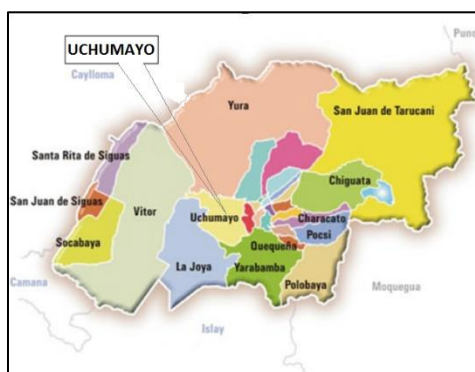 UCHUMAYO
Puno
Caylloma
Yura
San Juan de Tarucani
Santa Rita de Siguas
Chiguata
San Juan de Siguas
Vitor
Uchumayo
Characato
Socabaya
Pocsi
Quequeña
La Joya
Yarabamba
Polobaya
Camana
Moquegua
Islay